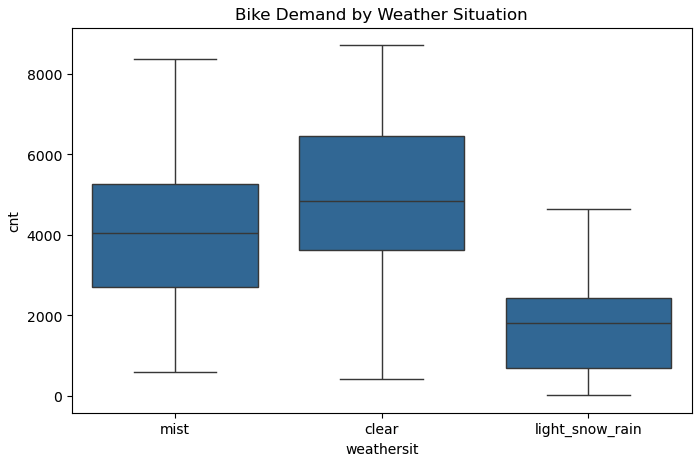 Bike Demand by Weather Situation
8000
6000
4000
2000
0
cnt
mist clear light_snow_rain
weathersit